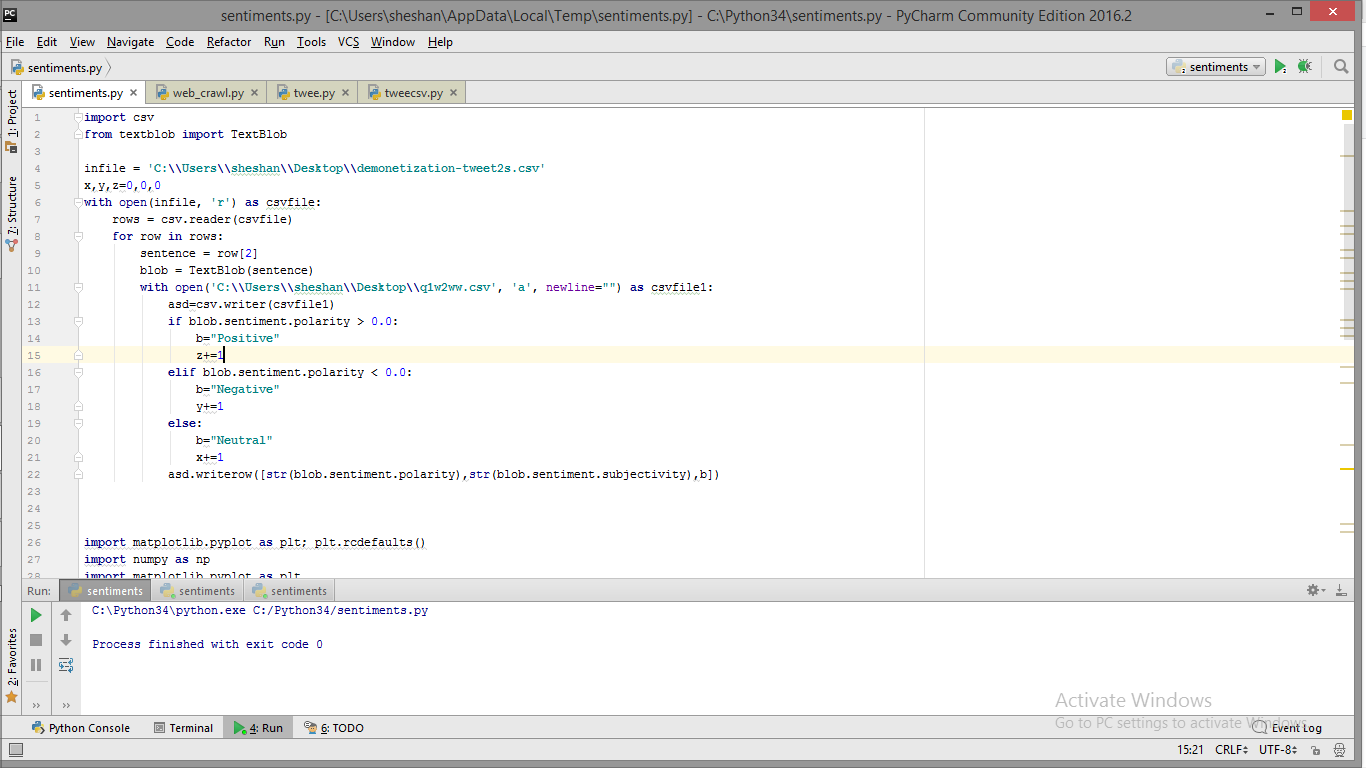 PC
sentiments.py - [C:\Users\sheshan\AppData\Local\Temp\sentiments.py] - C:\Python34\sentiments.py - PyCharm Community Edition 2016.2
File Edit View Navigate Code Refactor Run Tools VCS Window Help
sentiments.py
sentiments
sentiments.py × web_crawl.py × twee.py × tweecsv.py ×
1: Project
7: Structure
2: Favorites
1 import csv
2 from textblob import TextBlob
3
4 infile = 'C:\\Users\\sheshan\\Desktop\\demonetization-tweet2s.csv'
5 x,y,z=0,0,0
6 with open(infile, 'r') as csvfile:
7 rows = csv.reader(csvfile)
8 for row in rows:
9 sentence = row[2]
10 blob = TextBlob(sentence)
11 with open('C:\\Users\\sheshan\\Desktop\\q1w2ww.csv', 'a', newline="") as csvfile1:
12 asd=csv.writer(csvfile1)
13 if blob.sentiment.polarity > 0.0:
14 b="Positive"
15 z+=1
16 elif blob.sentiment.polarity < 0.0:
17 b="Negative"
18 y+=1
19 else:
20 b="Neutral"
21 x+=1
22 asd.writerow([str(blob.sentiment.polarity),str(blob.sentiment.subjectivity),b])
23
24
25
26 import matplotlib.pyplot as plt; plt.rcdefaults()
27 import numpy as np
28 import matplotlib.pyplot as plt
Run: sentiments sentiments sentiments
C:\Python34\python.exe C:/Python34/sentiments.py
Process finished with exit code 0
Activate Windows
Go to PC settings to activate Windows.
Python Console Terminal 4: Run 6: TODO Event Log
15:21 CRLF UTF-8